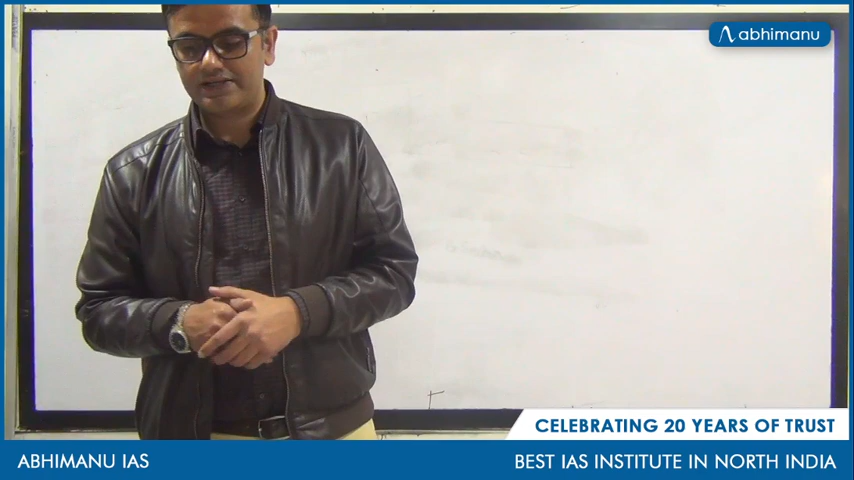 abhimanu
CELEBRATING 20 YEARS OF TRUST
ABHIMANU IAS
BEST IAS INSTITUTE IN NORTH INDIA